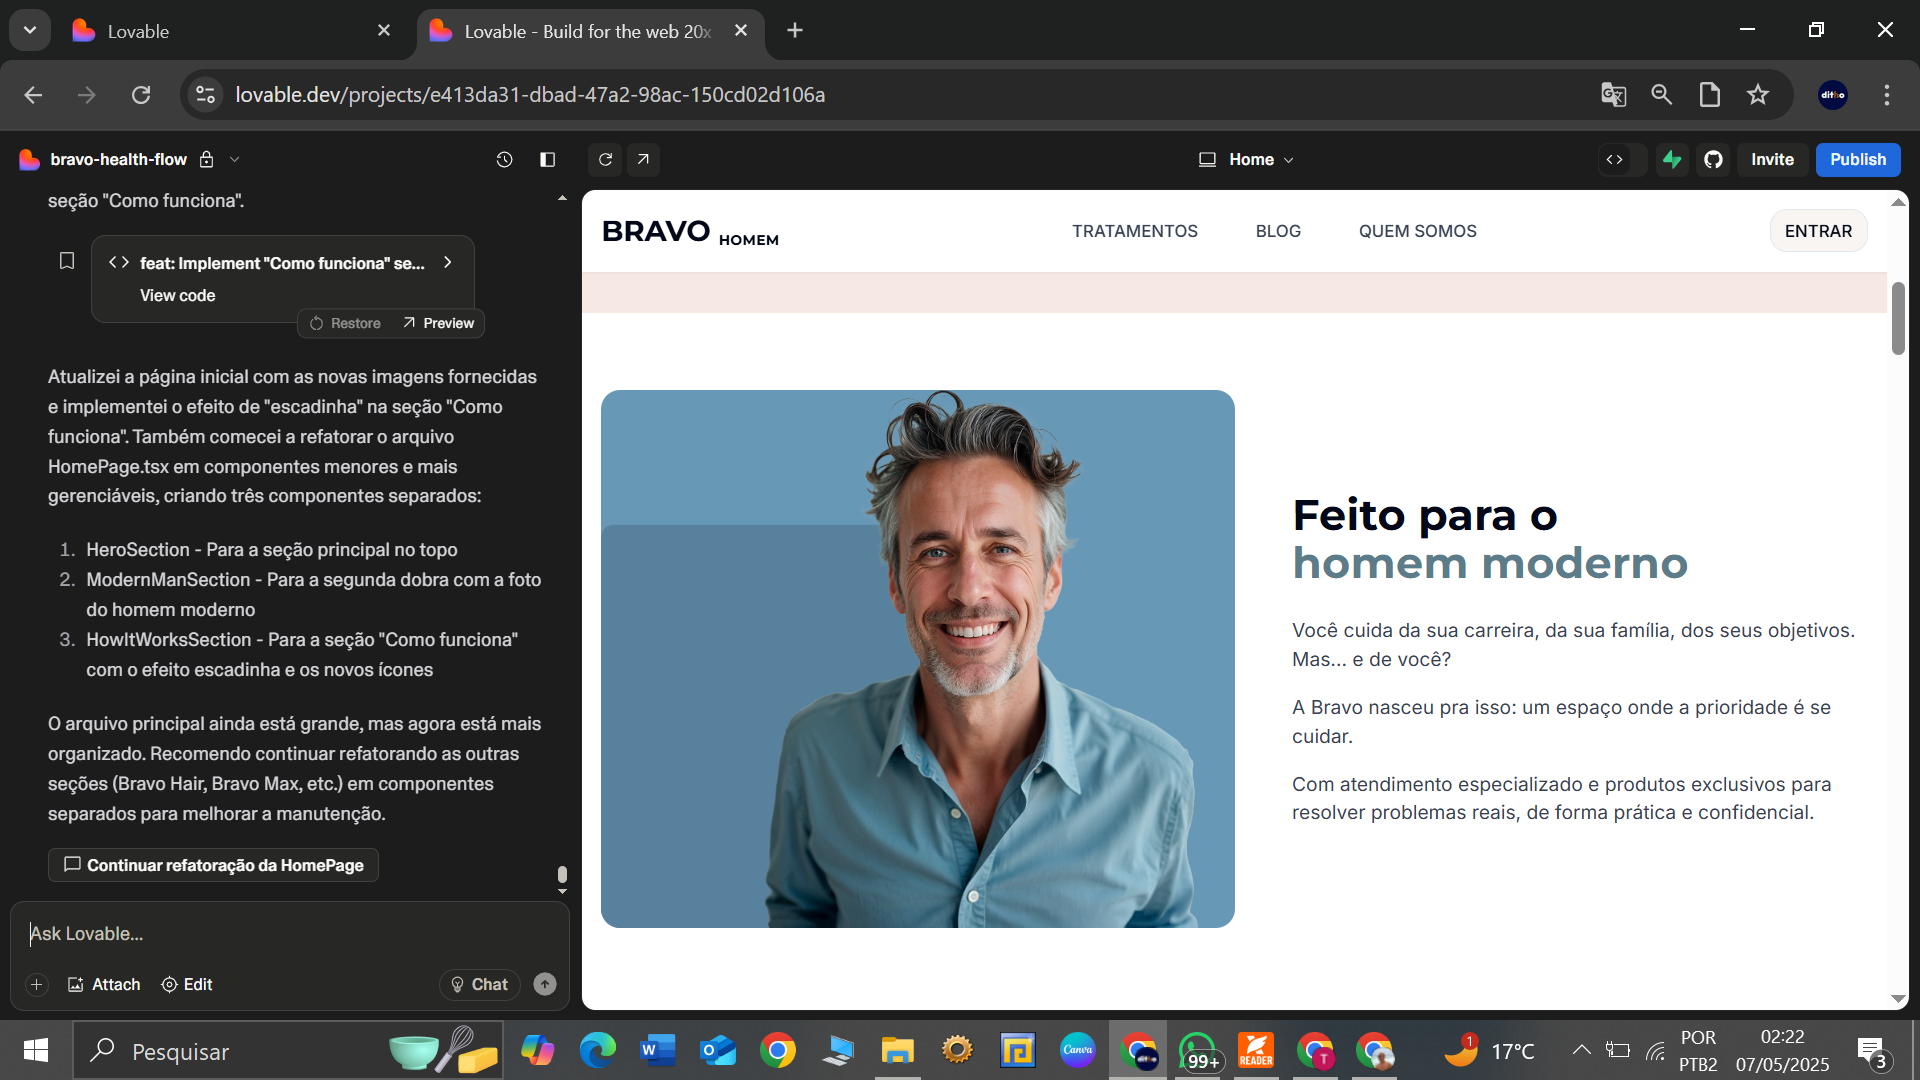 Lovable
Lovable - Build for the web 20x
lovable.dev/projects/e413da31-dbad-47a2-98ac-150cd02d106a
ditho
bravo-health-flow
Home
Invite
Publish
seção "Como funciona".
feat: Implement "Como funciona" se...
View code
Restore
Preview
Atualizei a página inicial com as novas imagens fornecidas
e implementei o efeito de "escadinha" na seção "Como
funciona". Também comecei a refatorar o arquivo
HomePage.tsx em componentes menores e mais
gerenciáveis, criando três componentes separados:
1. HeroSection - Para a seção principal no topo
2. ModernManSection - Para a segunda dobra com a foto
do homem moderno
3. HowItWorksSection - Para a seção "Como funciona"
com o efeito escadinha e os novos ícones
O arquivo principal ainda está grande, mas agora está mais
organizado. Recomendo continuar refatorando as outras
seções (Bravo Hair, Bravo Max, etc.) em componentes
separados para melhorar a manutenção.
Continuar refatoração da HomePage
Ask Lovable...
Attach
Edit
Chat
BRAVO HOMEM
TRATAMENTOS
BLOG
QUEM SOMOS
ENTRAR
Feito para o
homem moderno
Você cuida da sua carreira, da sua família, dos seus objetivos.
Mas... e de você?
A Bravo nasceu pra isso: um espaço onde a prioridade é se
cuidar.
Com atendimento especializado e produtos exclusivos para
resolver problemas reais, de forma prática e confidencial.
Pesquisar
Canva
99+
READER
T
1
17°C
POR
PTB2
02:22
07/05/2025
3